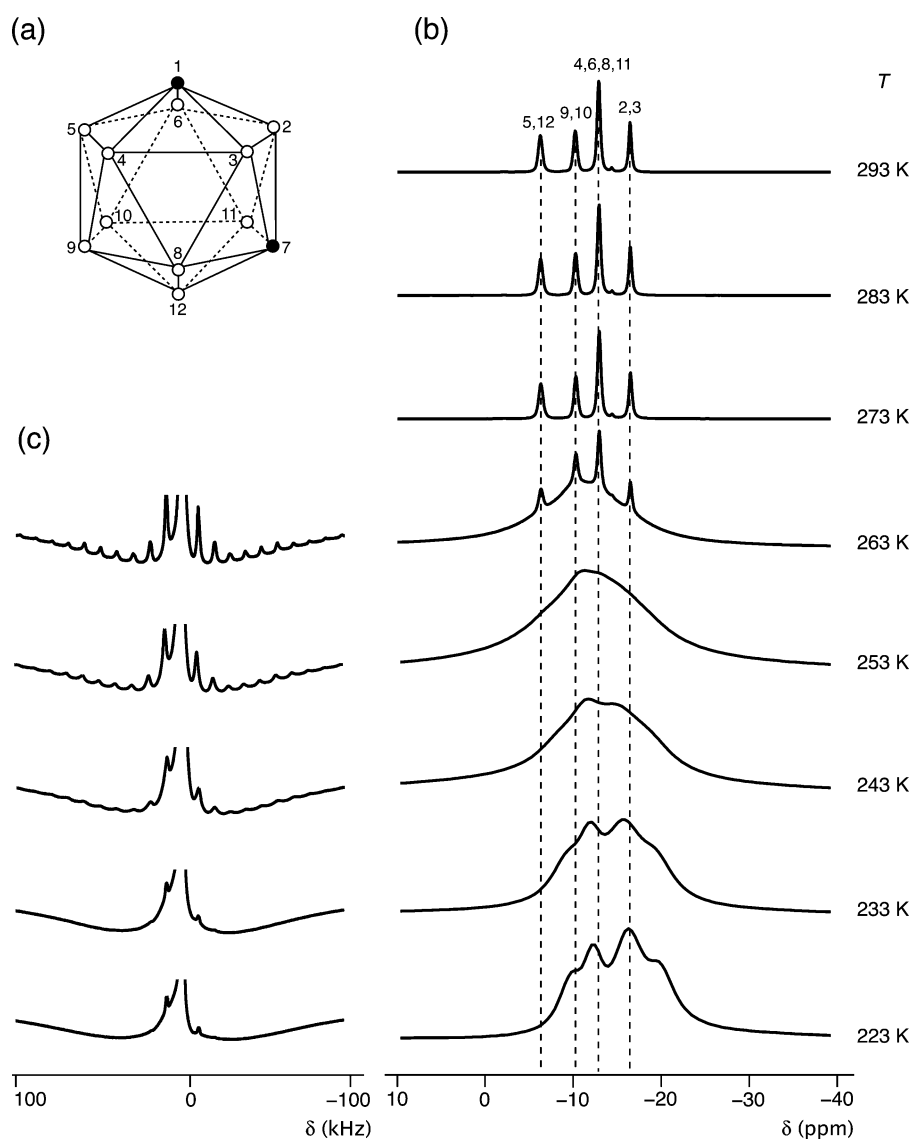 (a)
1
6
5
2
4
3
10
11
9
7
8
12
(b)
4,6,8,11
5,12
9,10
2,3
T
293 K
283 K
273 K
263 K
253 K
243 K
233 K
223 K
10
0
−10
−20
−30
−40
δ (ppm)
(c)
100
0
−100
δ (kHz)